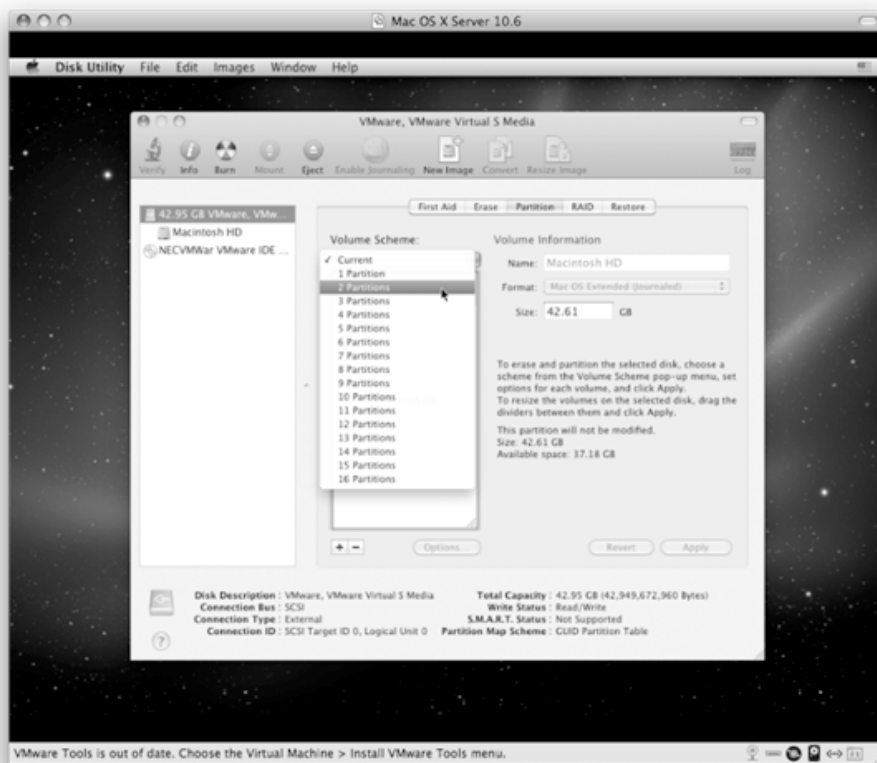 Mac OS X Server 10.6
Disk Utility File Edit Images Window Help
VMware, VMware Virtual S Media
Verify Info Burn Mount Eject Enable Journaling New Image Convert Resize Image Log
First Aid Erase Partition RAID Restore
42.95 GB VMware, VMw...
Macintosh HD
NECVMWar VMware IDE ...
Volume Scheme:
✓ Current
1 Partition
2 Partitions
3 Partitions
4 Partitions
5 Partitions
6 Partitions
7 Partitions
8 Partitions
9 Partitions
10 Partitions
11 Partitions
12 Partitions
13 Partitions
14 Partitions
15 Partitions
16 Partitions
+ −
Options...
Volume Information
Name: Macintosh HD
Format: Mac OS Extended (Journaled)
Size: 42.61 GB
To erase and partition the selected disk, choose a
scheme from the Volume Scheme pop-up menu, set
options for each volume, and click Apply.
To resize the volumes on the selected disk, drag the
dividers between them and click Apply.
This partition will not be modified.
Size: 42.61 GB
Available space: 37.18 GB
Revert Apply
Disk Description : VMware, VMware Virtual S Media
Connection Bus : SCSI
Connection Type : External
Connection ID : SCSI Target ID 0, Logical Unit 0
Total Capacity : 42.95 GB (42,949,672,960 Bytes)
Write Status : Read/Write
S.M.A.R.T. Status : Not Supported
Partition Map Scheme : GUID Partition Table
?
VMware Tools is out of date. Choose the Virtual Machine > Install VMware Tools menu.